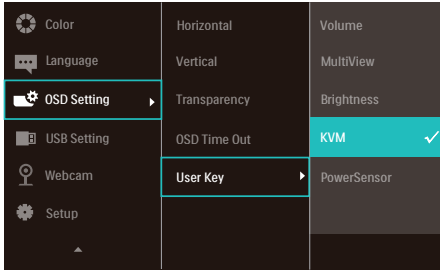 Color
Language
OSD Setting
USB Setting
Webcam
Setup
Horizontal
Vertical
Transparency
OSD Time Out
User Key
Volume
MultiView
Brightness
KVM
PowerSensor